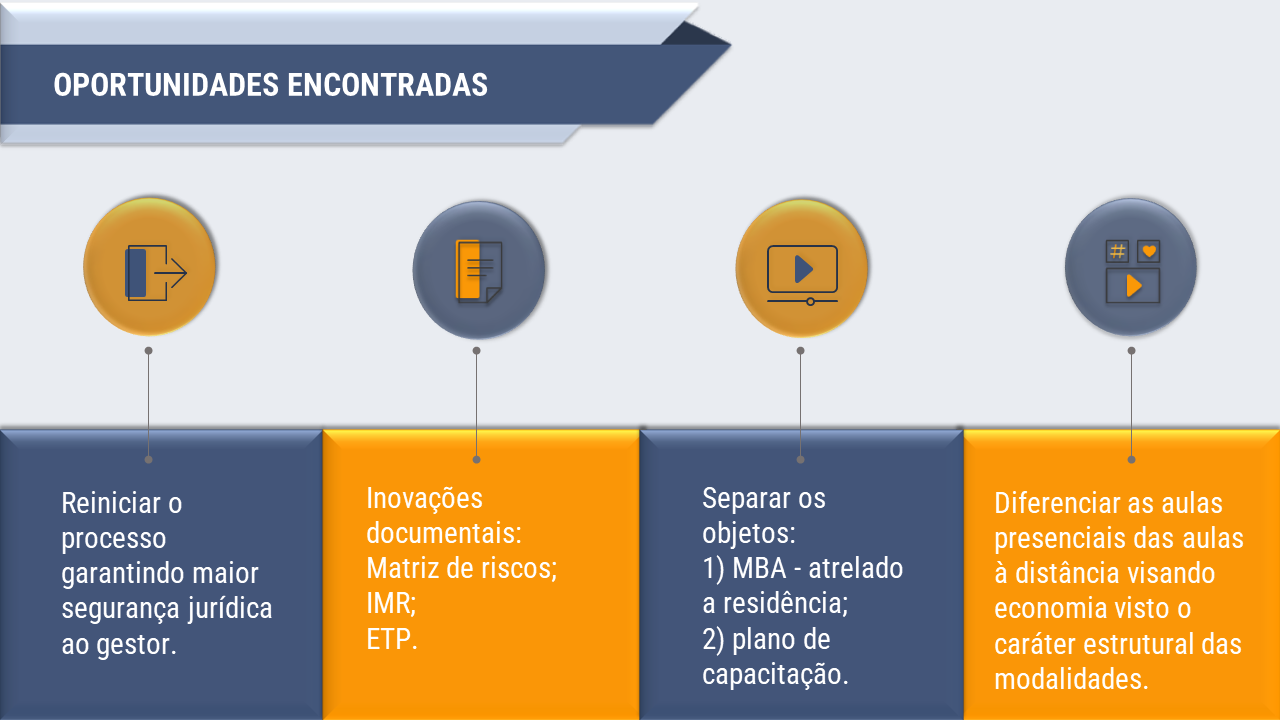 OPORTUNIDADES ENCONTRADAS
Reiniciar o
processo
garantindo maior
segurança jurídica
ao gestor.
Inovações
documentais:
Matriz de riscos;
IMR;
ETP.
Separar os
objetos:
1) MBA - atrelado
a residência;
2) plano de
capacitação.
#
Diferenciar as aulas
presenciais das aulas
à distância visando
economia visto o
caráter estrutural das
modalidades.